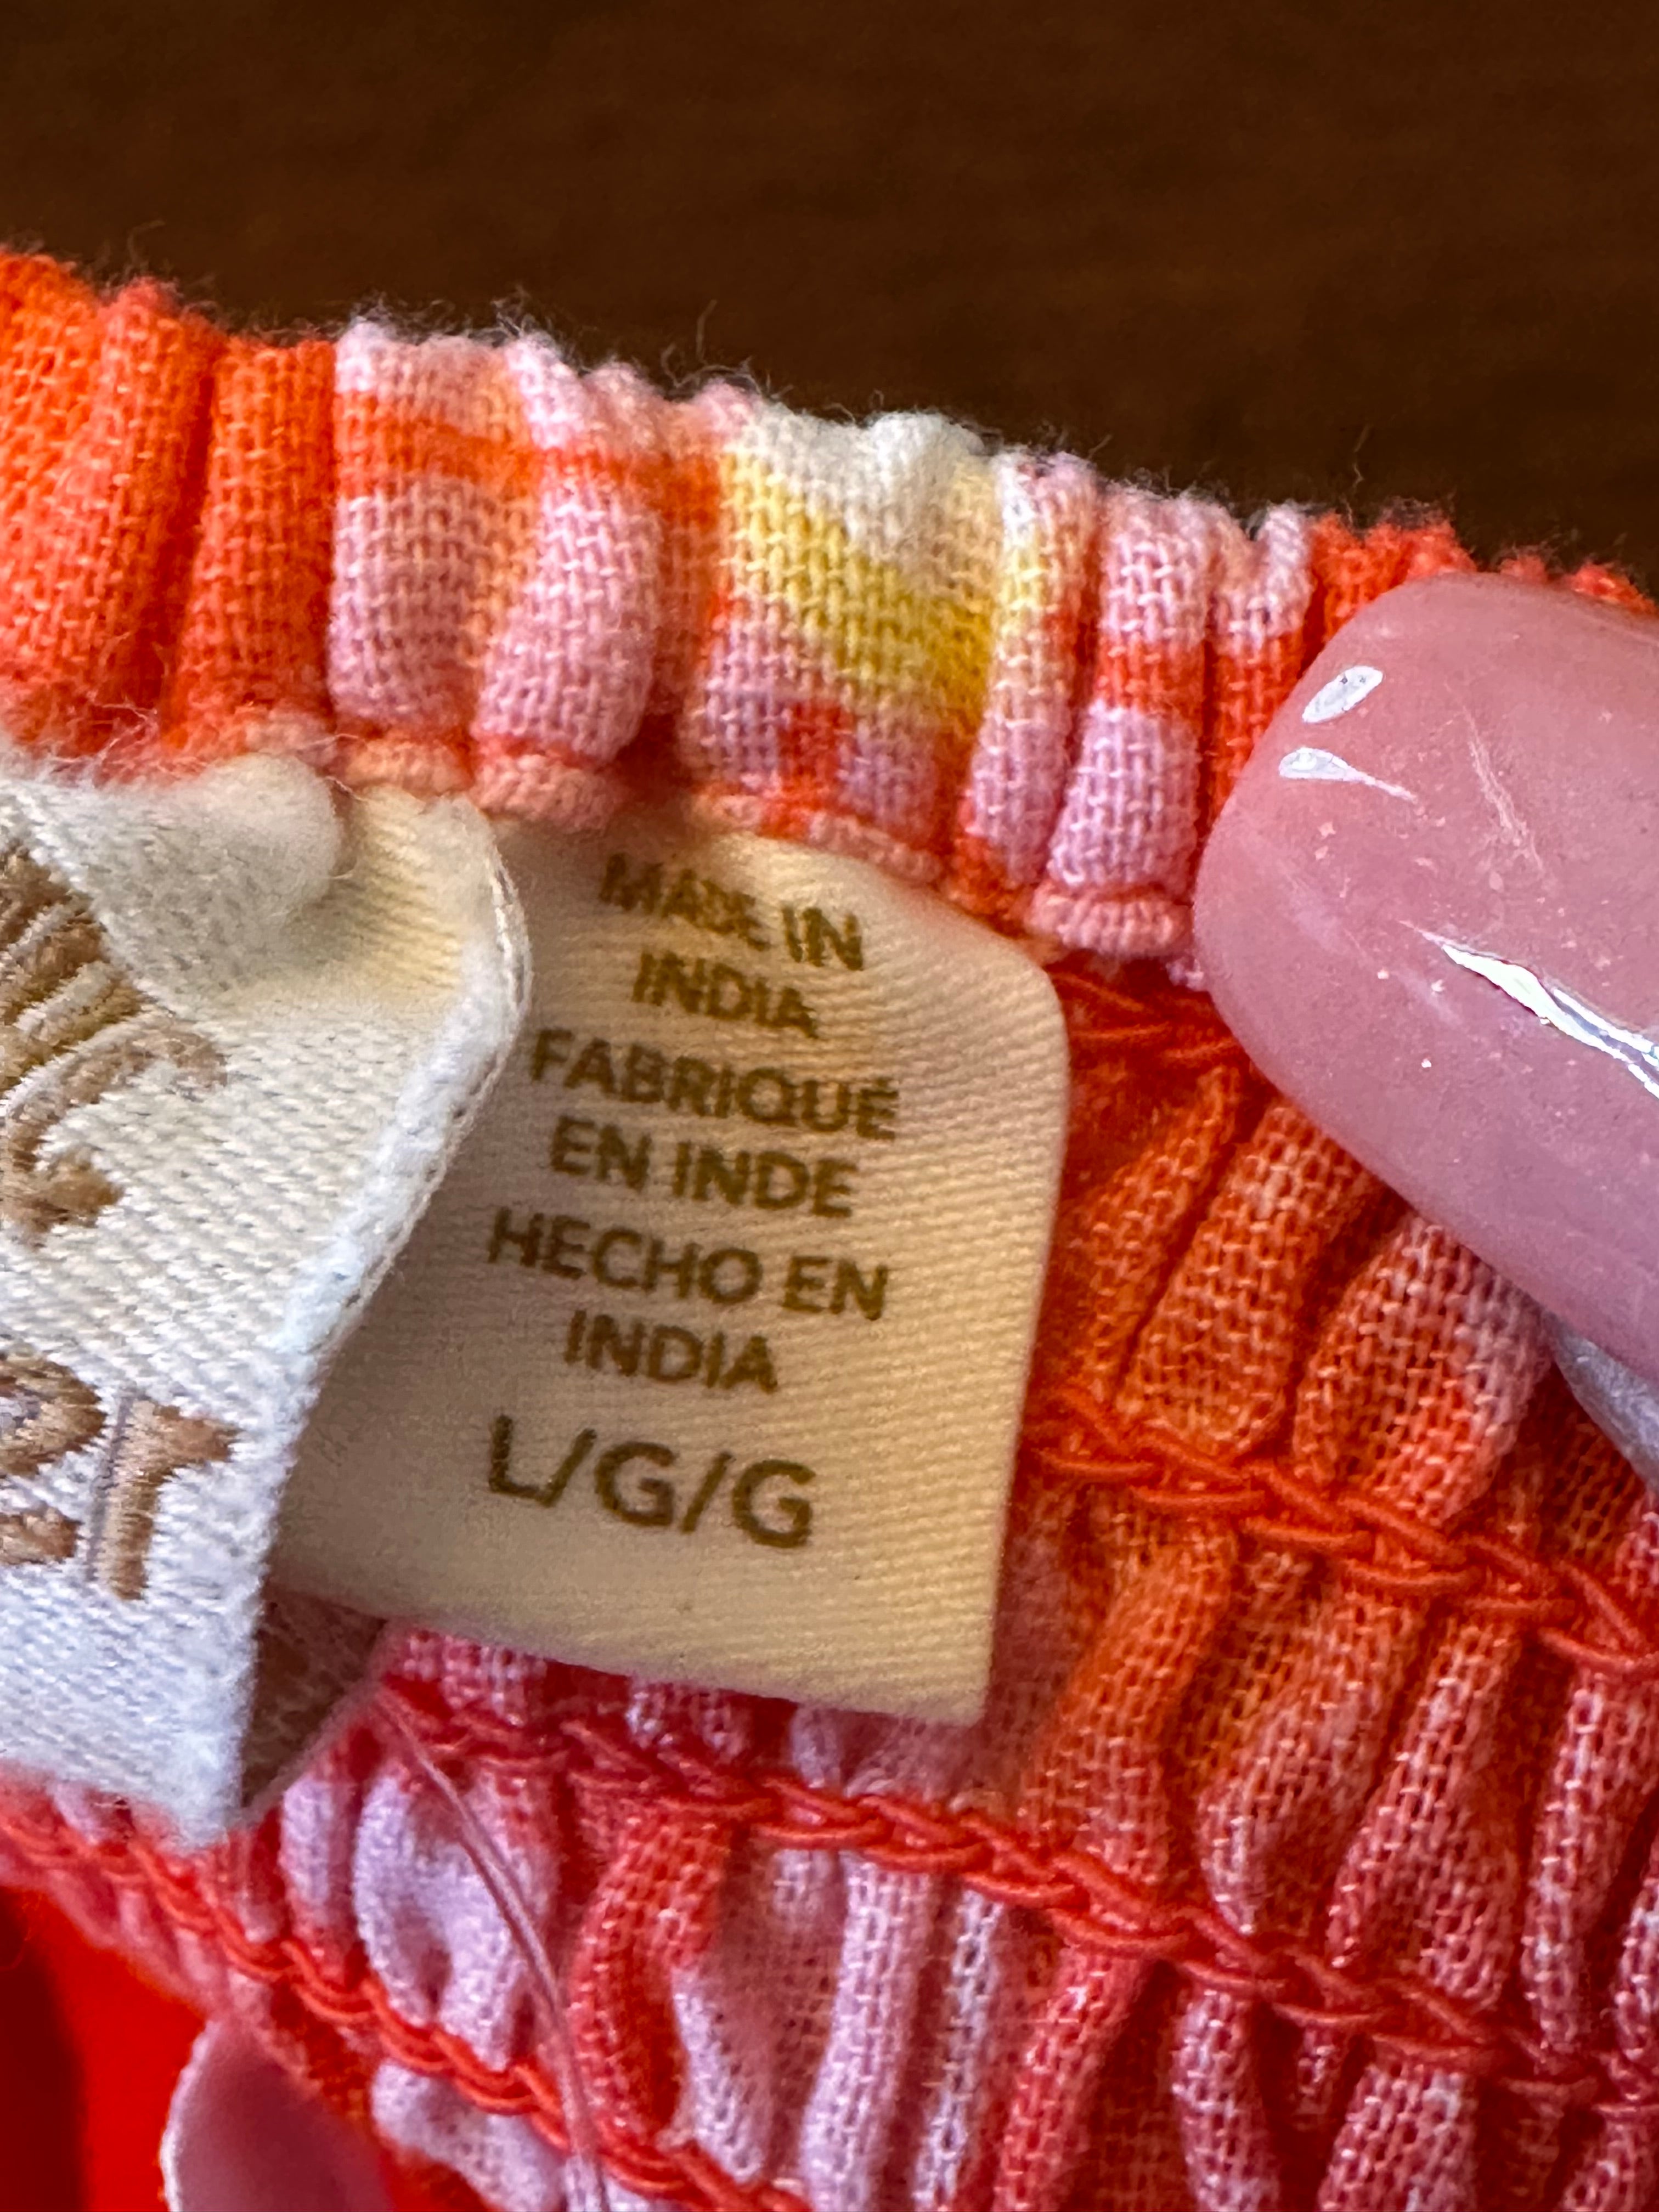 MADE IN
INDIA
FABRIQUÉ
EN INDE
HECHO EN
INDIA
L/G/G